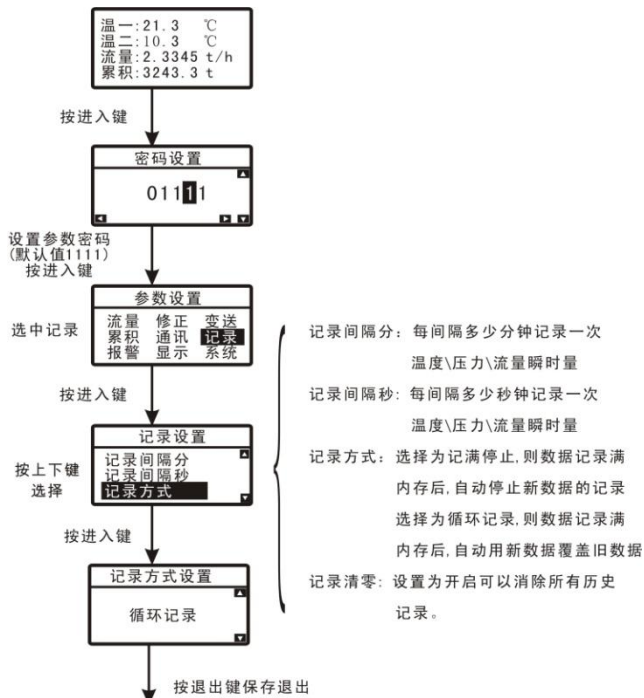 温一:21.3 ℃
温二:10.3 ℃
流量:2.3345 t/h
累积:3243.3 t
按进入键
密码设置
01111
设置参数密码
(默认值1111)
按进入键
参数设置
流量 修正 变送
累积 通讯 记录
报警 显示 系统
选中记录
按进入键
记录设置
记录间隔分
记录间隔秒
记录方式
按上下键
选择
按进入键
记录方式设置
循环记录
按退出键保存退出
记录间隔分：每间隔多少分钟记录一次
温度\压力\流量瞬时量
记录间隔秒：每间隔多少秒钟记录一次
温度\压力\流量瞬时量
记录方式：选择为记满停止,则数据记录满
内存后,自动停止新数据的记录
选择为循环记录,则数据记录满
内存后,自动用新数据覆盖旧数据
记录清零：设置为开启可以消除所有历史
记录。